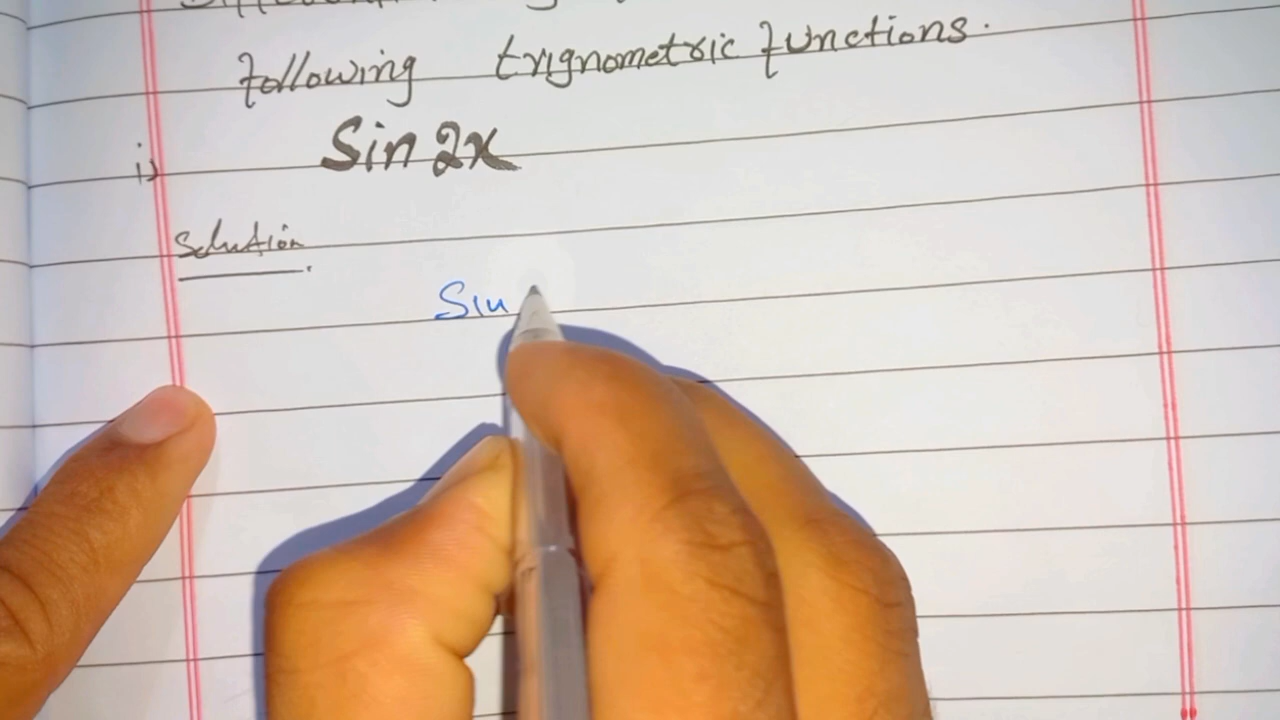 following trignometric functions.
i) Sin 2x
Solution
Sin